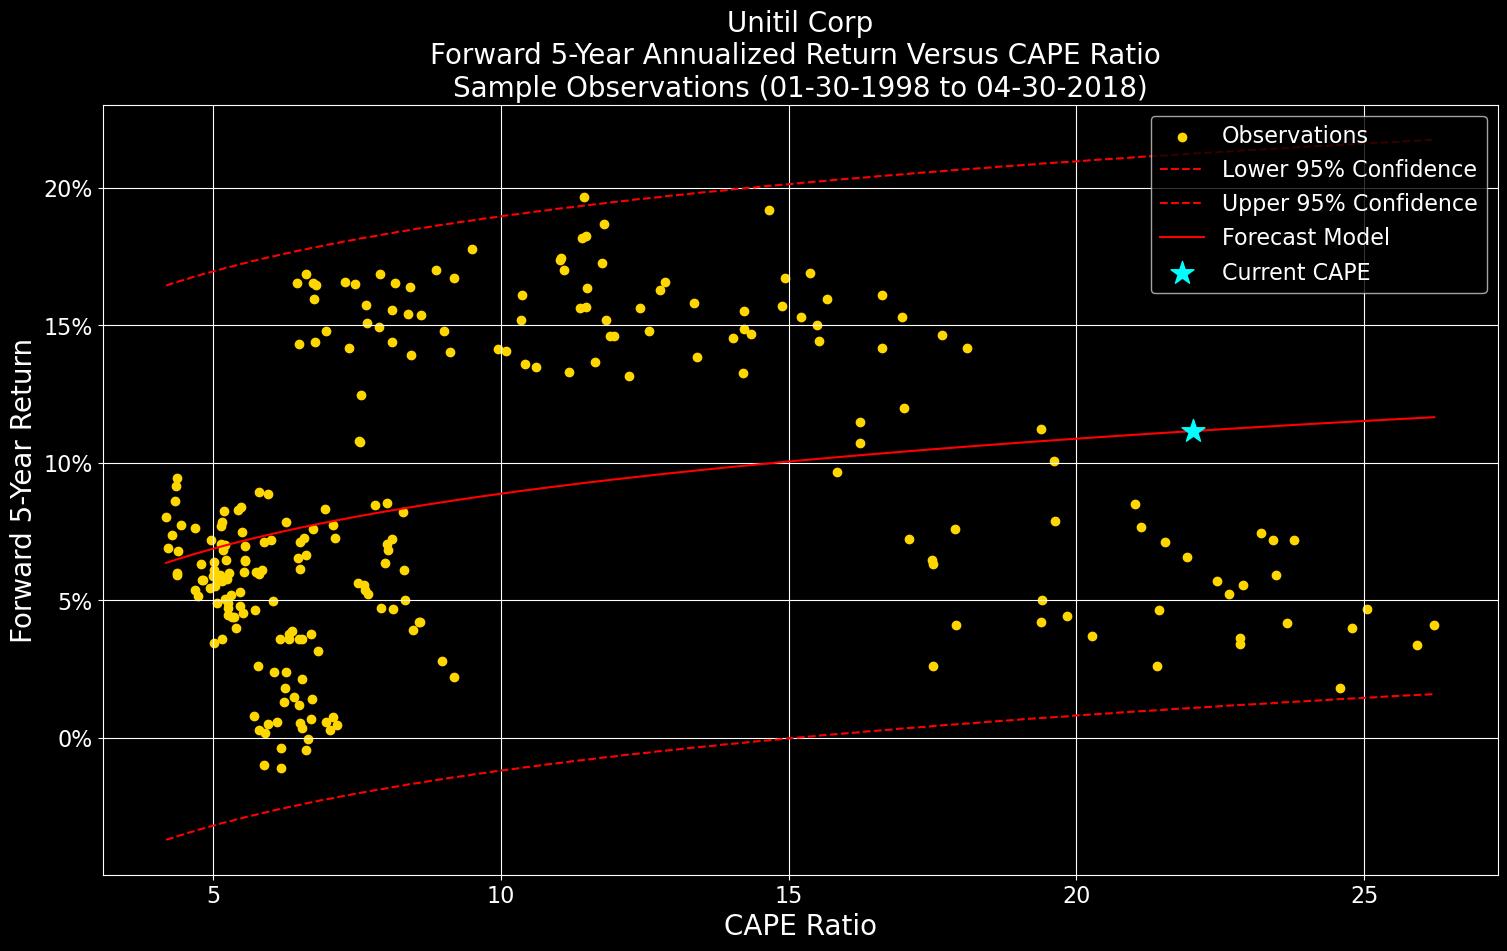 Unitil Corp
Forward 5-Year Annualized Return Versus CAPE Ratio
Sample Observations (01-30-1998 to 04-30-2018)
Observations
Lower 95% Confidence
Upper 95% Confidence
Forecast Model
Current CAPE
Forward 5-Year Return
20%
15%
10%
5%
0%
5
10
15
20
25
CAPE Ratio